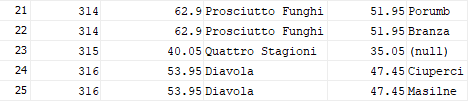 21 314 62.9 Prosciutto Funghi 51.95 Porumb
22 314 62.9 Prosciutto Funghi 51.95 Branza
23 315 40.05 Quattro Stagioni 35.05 (null)
24 316 53.95 Diavola 47.45 Ciuperci
25 316 53.95 Diavola 47.45 Masilne